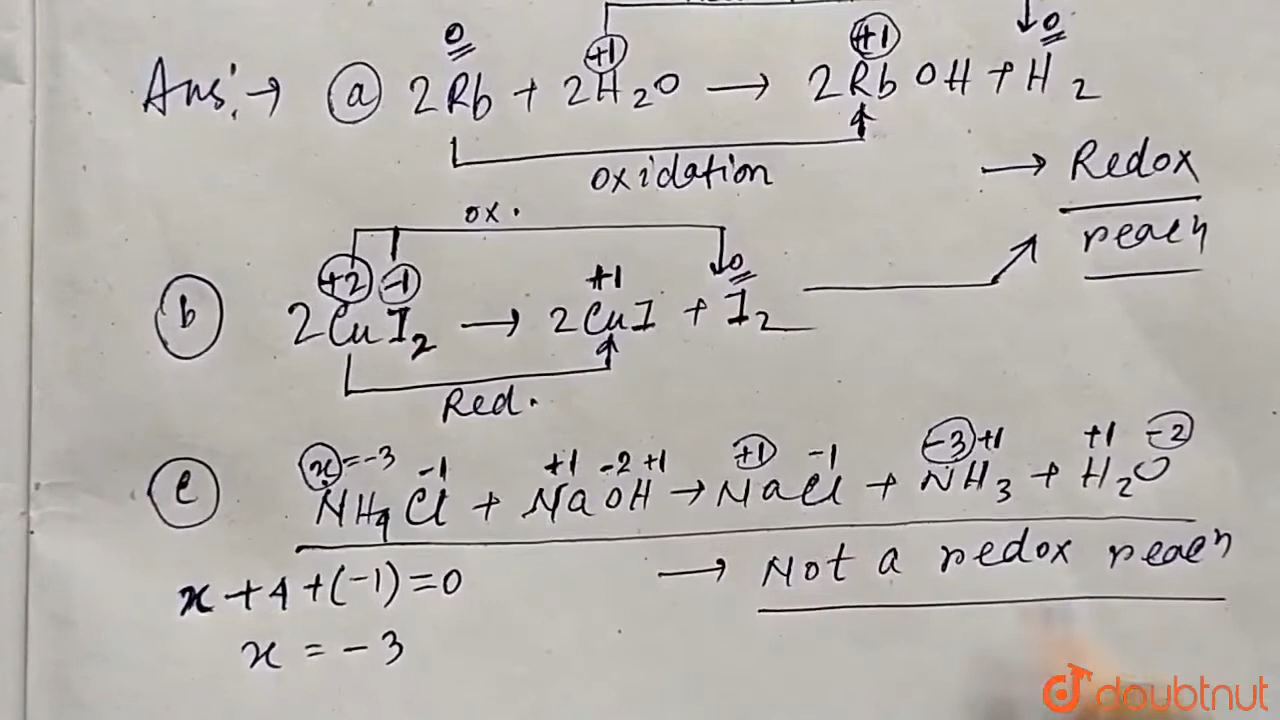 0 +1 +1 0
Ans:→ (a) 2Rb + 2H2O → 2RbOH + H2
oxidation
→ Redox
reacn
ox.
+2 -1 +1 0
(b) 2CuI2 → 2CuI + I2
Red.
x=-3 -1 +1 -2 +1 +1 -1 -3 +1 +1 -2
(c) NH4Cl + NaOH → NaCl + NH3 + H2O
x+4+(-1)=0
→ Not a redox reacn
x = -3
doubtnut